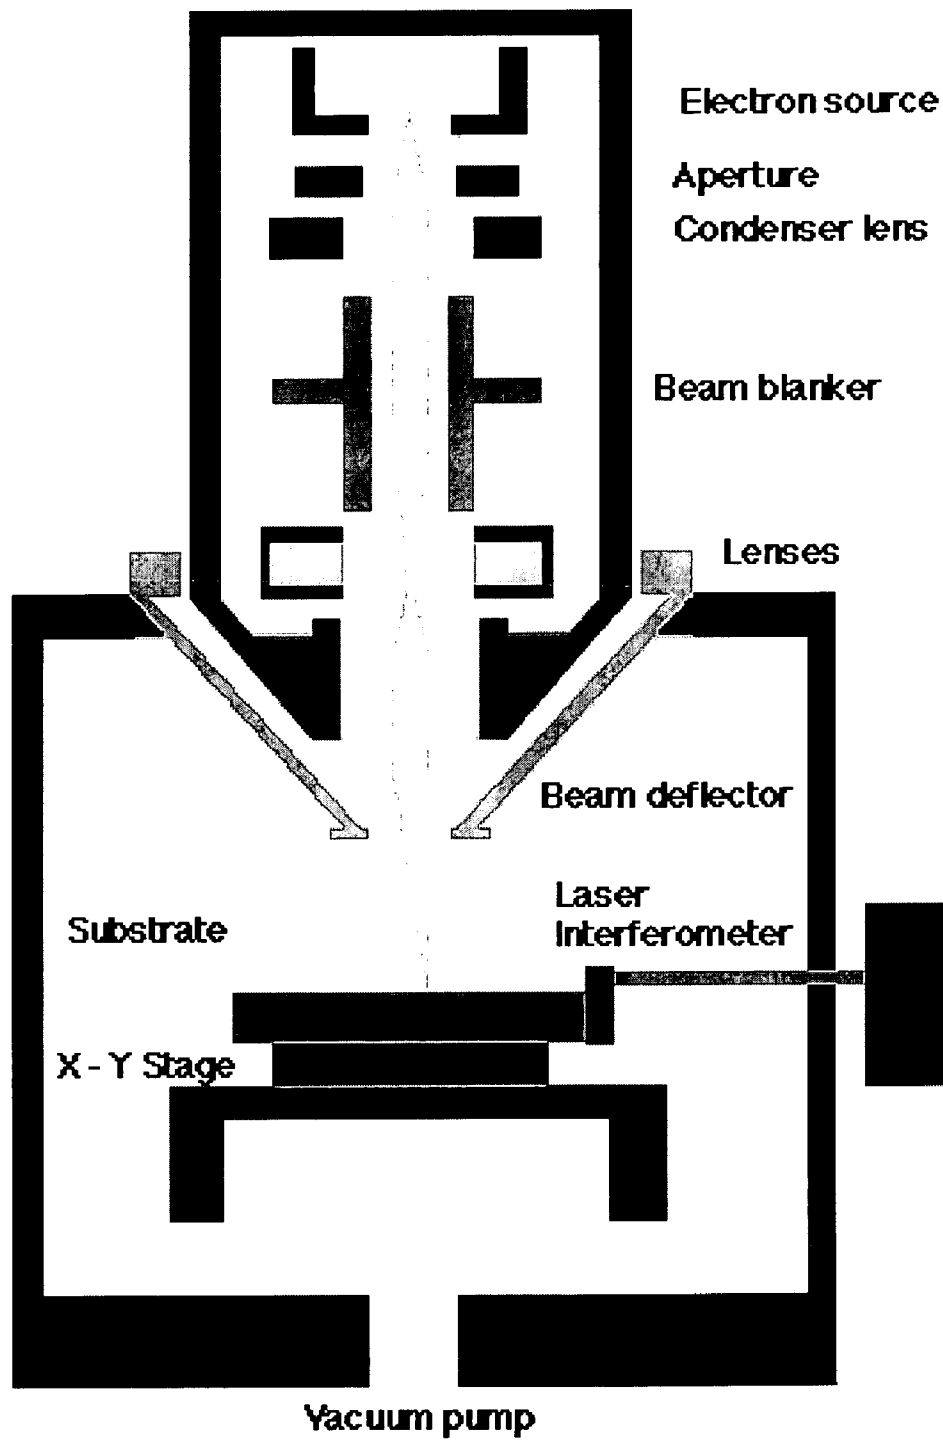 Electron source
Aperture
Condenser lens
Beam blanker
Lenses
Beam deflector
Laser
Interferometer
Substrate
X - Y Stage
Vacuum pump